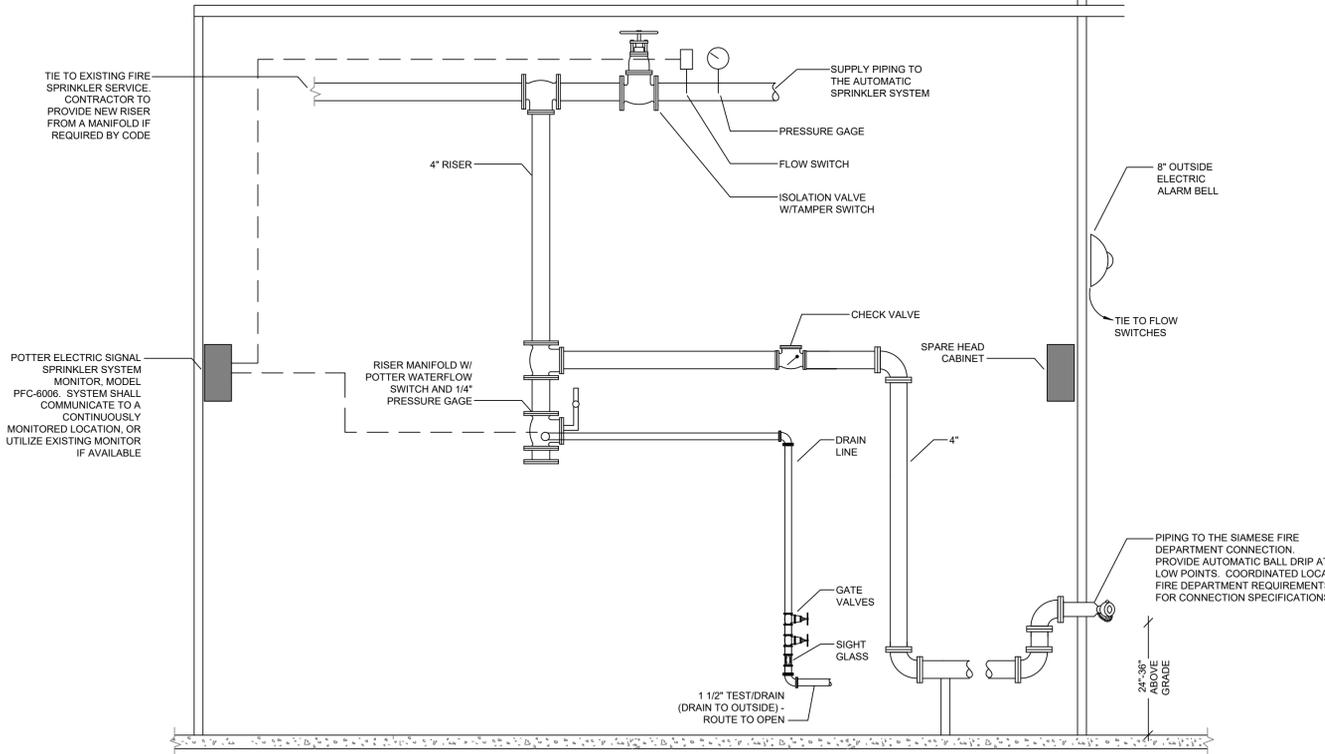 TIE TO EXISTING FIRE
SPRINKLER SERVICE.
CONTRACTOR TO
PROVIDE NEW RISER
FROM A MANIFOLD IF
REQUIRED BY CODE
SUPPLY PIPING TO
THE AUTOMATIC
SPRINKLER SYSTEM
PRESSURE GAGE
FLOW SWITCH
ISOLATION VALVE
W/TAMPER SWITCH
4" RISER
8" OUTSIDE
ELECTRIC
ALARM BELL
TIE TO FLOW
SWITCHES
CHECK VALVE
SPARE HEAD
CABINET
POTTER ELECTRIC SIGNAL
SPRINKLER SYSTEM
MONITOR, MODEL
PFC-6006. SYSTEM SHALL
COMMUNICATE TO A
CONTINUOUSLY
MONITORED LOCATION, OR
UTILIZE EXISTING MONITOR
IF AVAILABLE
RISER MANIFOLD W/
POTTER WATERFLOW
SWITCH AND 1/4"
PRESSURE GAGE
DRAIN
LINE
4"
PIPING TO THE SIAMESE FIRE
DEPARTMENT CONNECTION.
PROVIDE AUTOMATIC BALL DRIP AT
LOW POINTS. COORDINATED LOCA
FIRE DEPARTMENT REQUIREMENT
FOR CONNECTION SPECIFICATIONS
GATE
VALVES
SIGHT
GLASS
1 1/2" TEST/DRAIN
(DRAIN TO OUTSIDE) -
ROUTE TO OPEN
24"-36"
ABOVE
GRADE